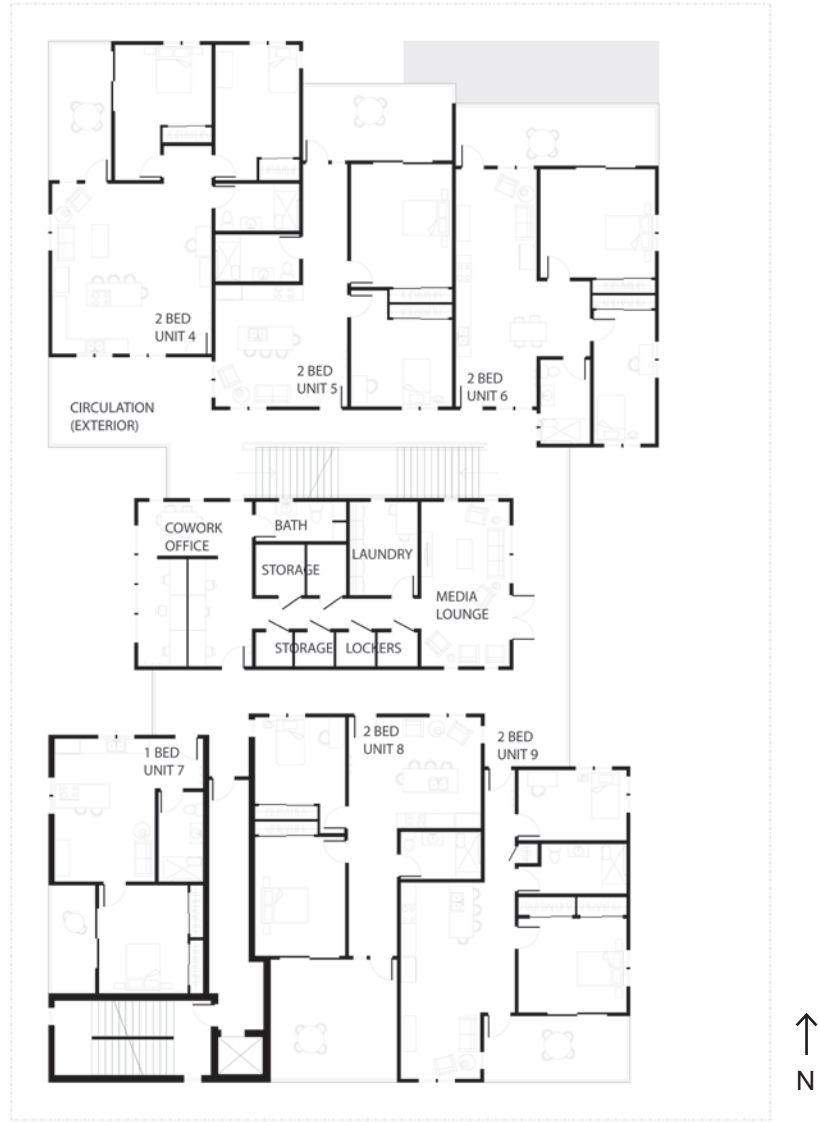 2 BED
UNIT 4
2 BED
UNIT 5
2 BED
UNIT 6
CIRCULATION
(EXTERIOR)
COWORK
OFFICE
BATH
STORAGE
LAUNDRY
MEDIA
LOUNGE
STORAGE
LOCKERS
1 BED
UNIT 7
2 BED
UNIT 8
2 BED
UNIT 9
N